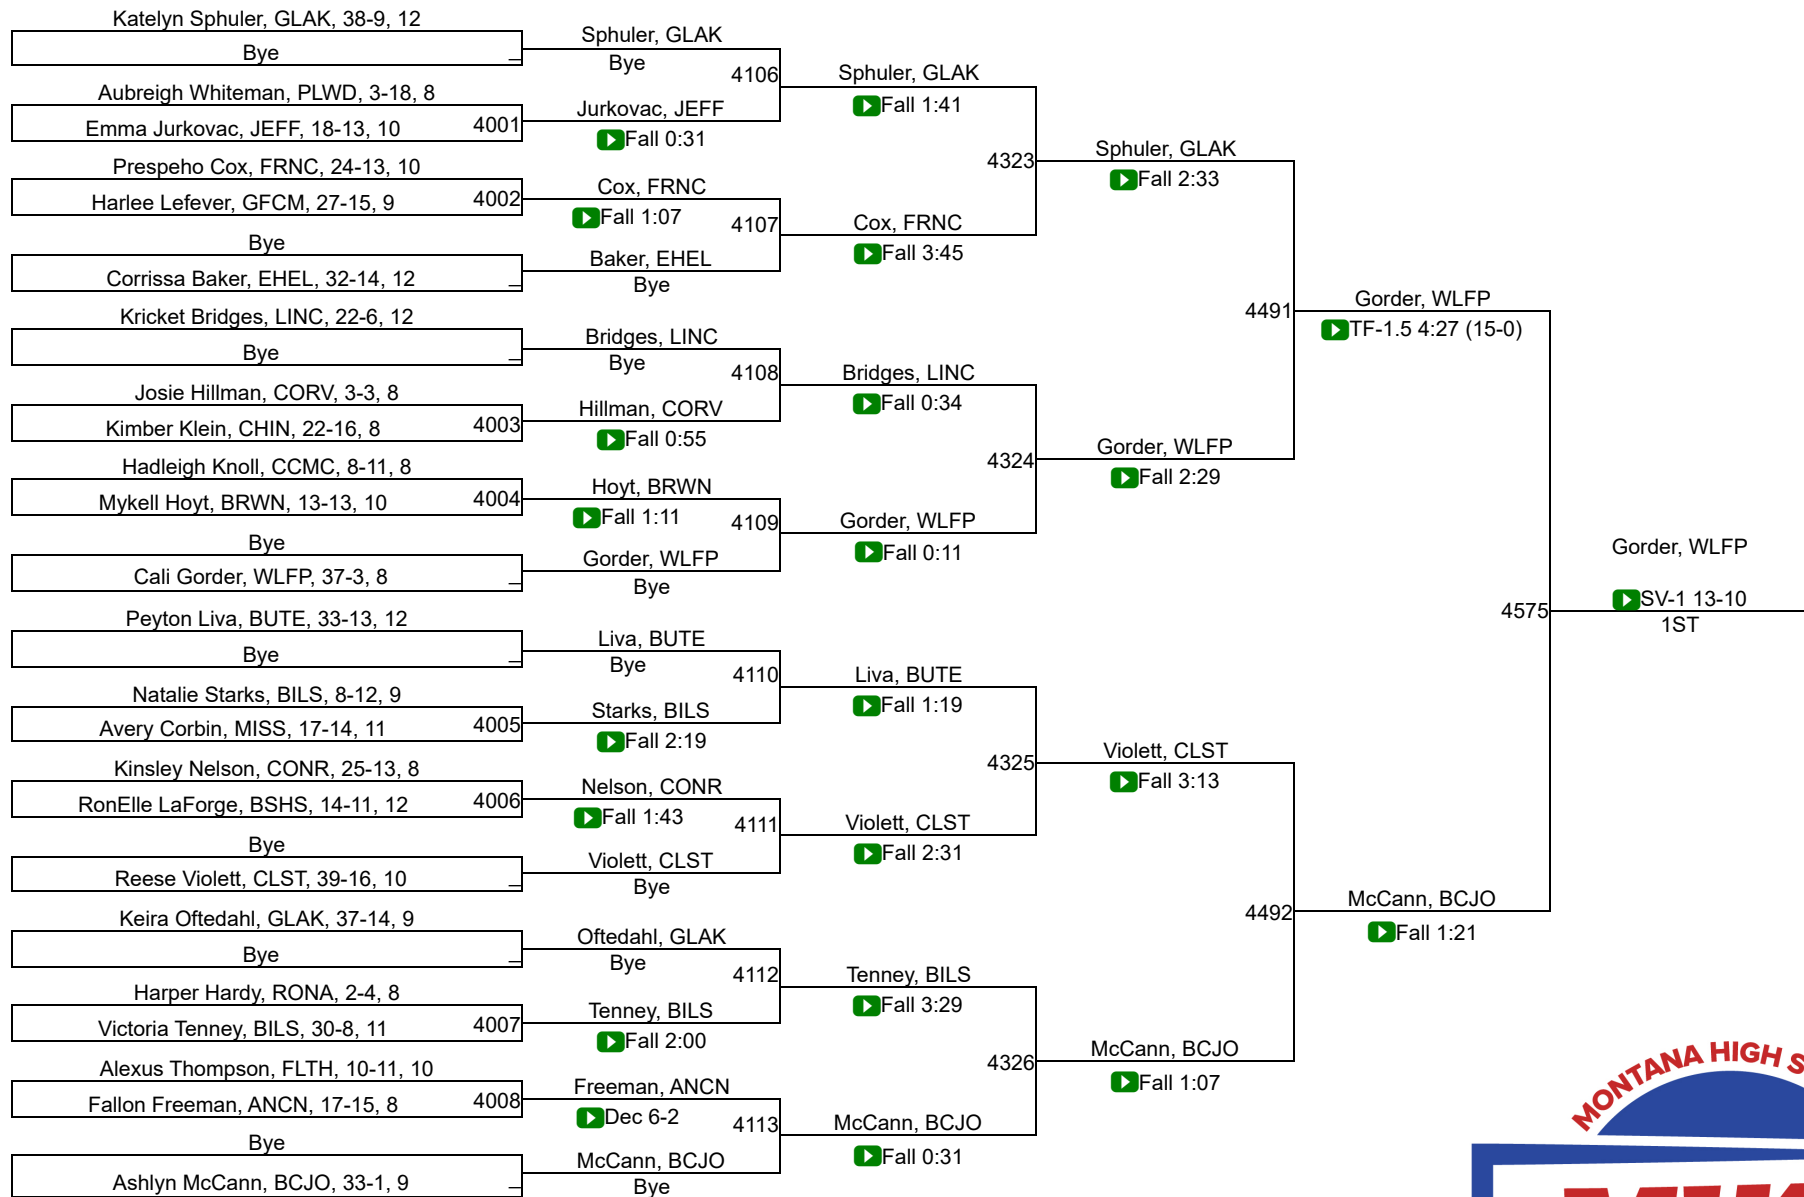 Katelyn Sphuler, GLAK, 38-9, 12
Bye
Aubreigh Whiteman, PLWD, 3-18, 8
Emma Jurkovac, JEFF, 18-13, 10
4001
Prespeho Cox, FRNC, 24-13, 10
Harlee Lefever, GFCM, 27-15, 9
4002
Bye
Corrissa Baker, EHEL, 32-14, 12
Kricket Bridges, LINC, 22-6, 12
Bye
Josie Hillman, CORV, 3-3, 8
Kimber Klein, CHIN, 22-16, 8
4003
Hadleigh Knoll, CCMC, 8-11, 8
Mykell Hoyt, BRWN, 13-13, 10
4004
Bye
Cali Gorder, WLFP, 37-3, 8
Peyton Liva, BUTE, 33-13, 12
Bye
Natalie Starks, BILS, 8-12, 9
Avery Corbin, MISS, 17-14, 11
4005
Kinsley Nelson, CONR, 25-13, 8
RonElle LaForge, BSHS, 14-11, 12
4006
Bye
Reese Violett, CLST, 39-16, 10
Keira Oftedahl, GLAK, 37-14, 9
Bye
Harper Hardy, RONA, 2-4, 8
Victoria Tenney, BILS, 30-8, 11
4007
Alexus Thompson, FLTH, 10-11, 10
Fallon Freeman, ANCN, 17-15, 8
4008
Bye
Ashlyn McCann, BCJO, 33-1, 9
Sphuler, GLAK
Bye
4106
Jurkovac, JEFF
Fall 0:31
Cox, FRNC
Fall 1:07
4107
Baker, EHEL
Bye
Bridges, LINC
Bye
4108
Hillman, CORV
Fall 0:55
Hoyt, BRWN
Fall 1:11
4109
Gorder, WLFP
Bye
Liva, BUTE
Bye
4110
Starks, BILS
Fall 2:19
Nelson, CONR
Fall 1:43
4111
Violett, CLST
Bye
Oftedahl, GLAK
Bye
4112
Tenney, BILS
Fall 2:00
Freeman, ANCN
Dec 6-2
4113
McCann, BCJO
Bye
Sphuler, GLAK
Fall 1:41
4323
Cox, FRNC
Fall 3:45
Bridges, LINC
Fall 0:34
4324
Gorder, WLFP
Fall 0:11
Liva, BUTE
Fall 1:19
4325
Violett, CLST
Fall 2:31
Tenney, BILS
Fall 3:29
4326
McCann, BCJO
Fall 0:31
Sphuler, GLAK
Fall 2:33
4491
Gorder, WLFP
Fall 2:29
Violett, CLST
Fall 3:13
4492
McCann, BCJO
Fall 1:07
Gorder, WLFP
TF-1.5 4:27 (15-0)
4575
McCann, BCJO
Fall 1:21
Gorder, WLFP
SV-1 13-10
1ST
MONTANA HIGH S